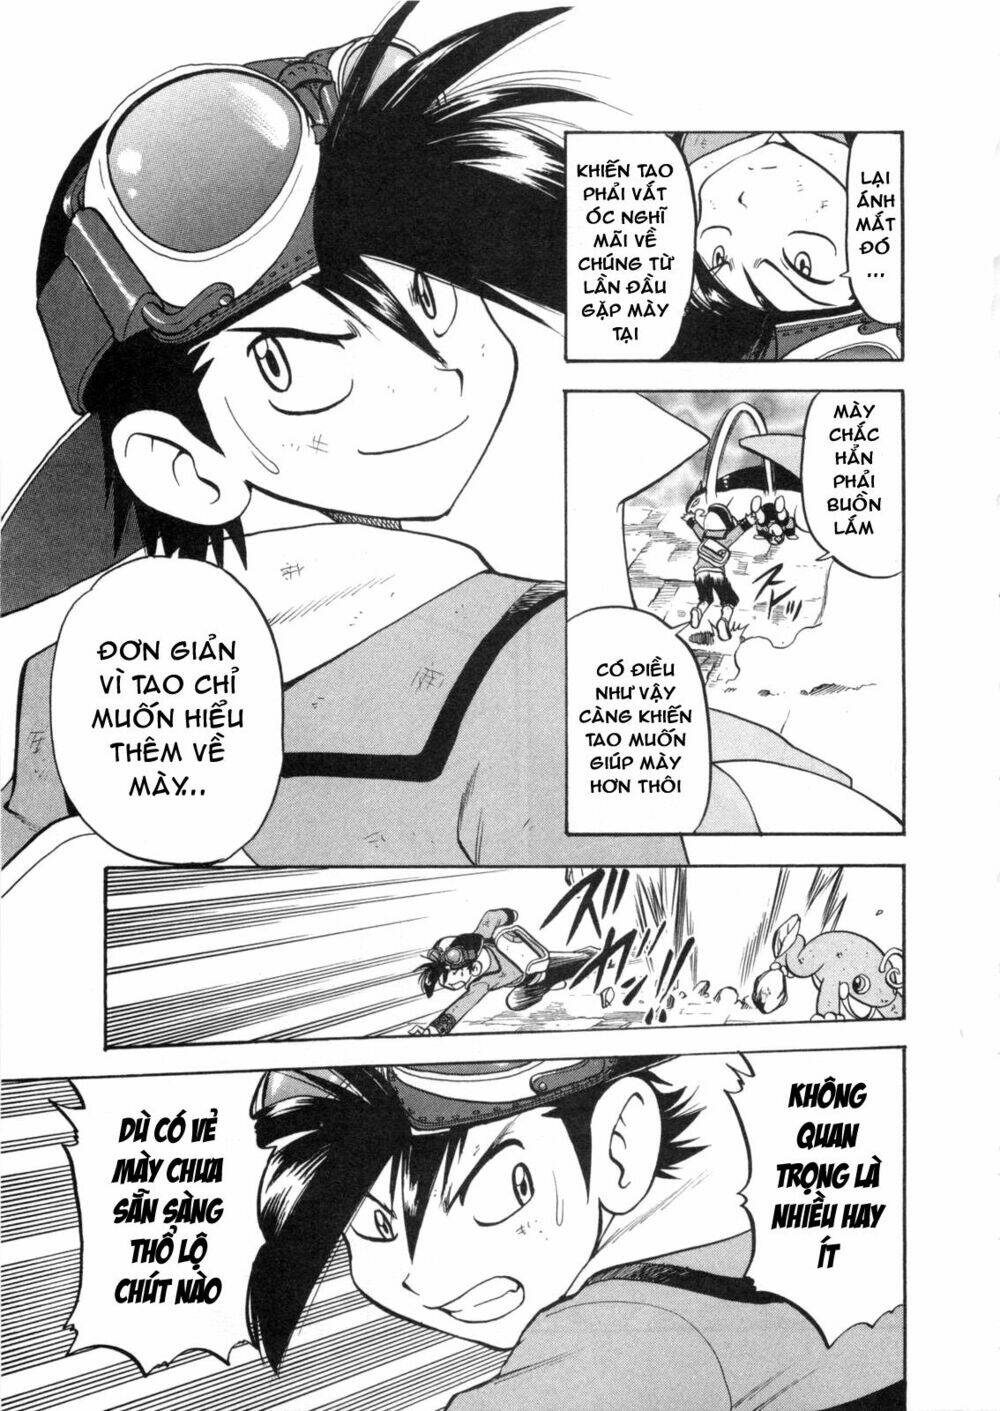 LẠI
ÁNH
MẮT
ĐÓ
...
KHIẾN TAO
PHẢI VẮT
ÓC NGHĨ
MÃI VỀ
CHÚNG TỪ
LẦN ĐẦU
GẶP MÀY
TẠI
MÀY
CHẮC
HẲN
PHẢI
BUỒN
LẮM
CÓ ĐIỀU
NHƯ VẬY
CÀNG KHIẾN
TAO MUỐN
GIÚP MÀY
HƠN THÔI
ĐƠN GIẢN
VÌ TAO CHỈ
MUỐN HIỂU
THÊM VỀ
MÀY...
KHÔNG
QUAN
TRỌNG LÀ
NHIỀU HAY
ÍT
DÙ CÓ VẺ
MÀY CHƯA
SẴN SÀNG
THỔ LỘ
CHÚT NÀO